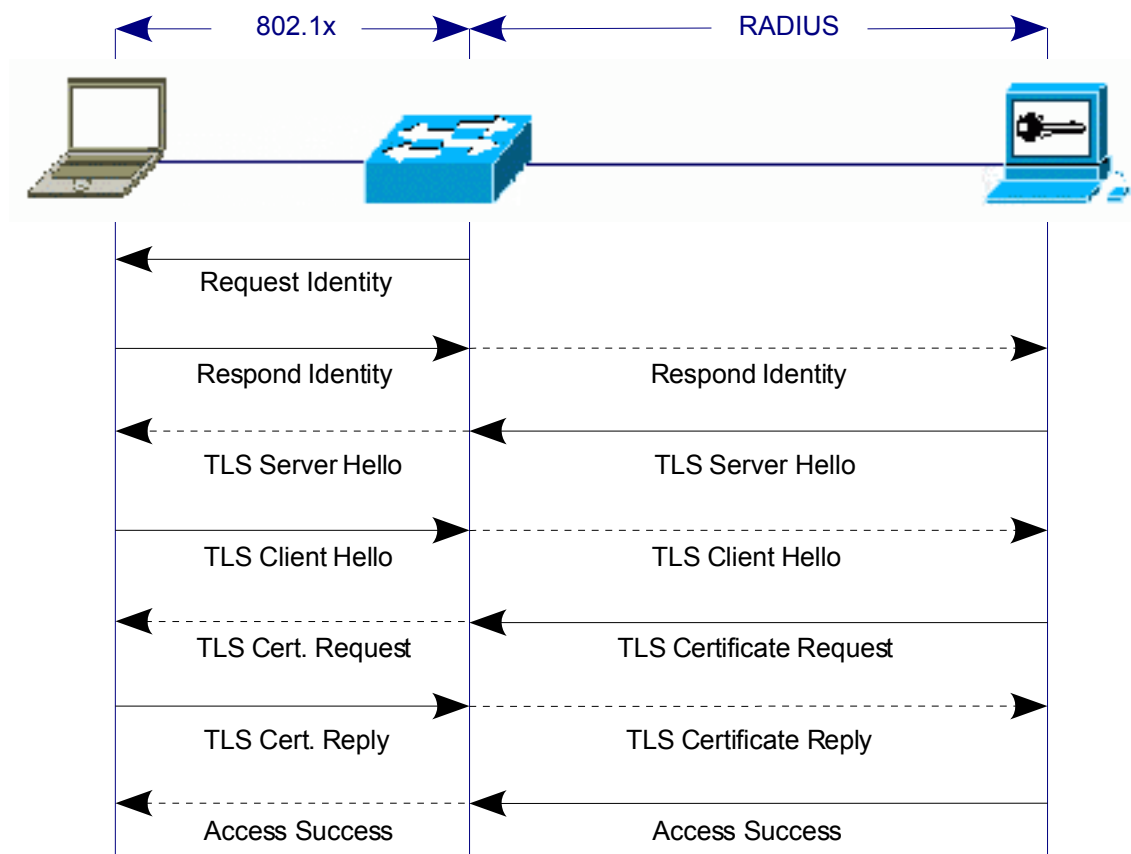 802.1x RADIUS
Request Identity
Respond Identity Respond Identity
TLS Server Hello TLS Server Hello
TLS Client Hello TLS Client Hello
TLS Cert. Request TLS Certificate Request
TLS Cert. Reply TLS Certificate Reply
Access Success Access Success